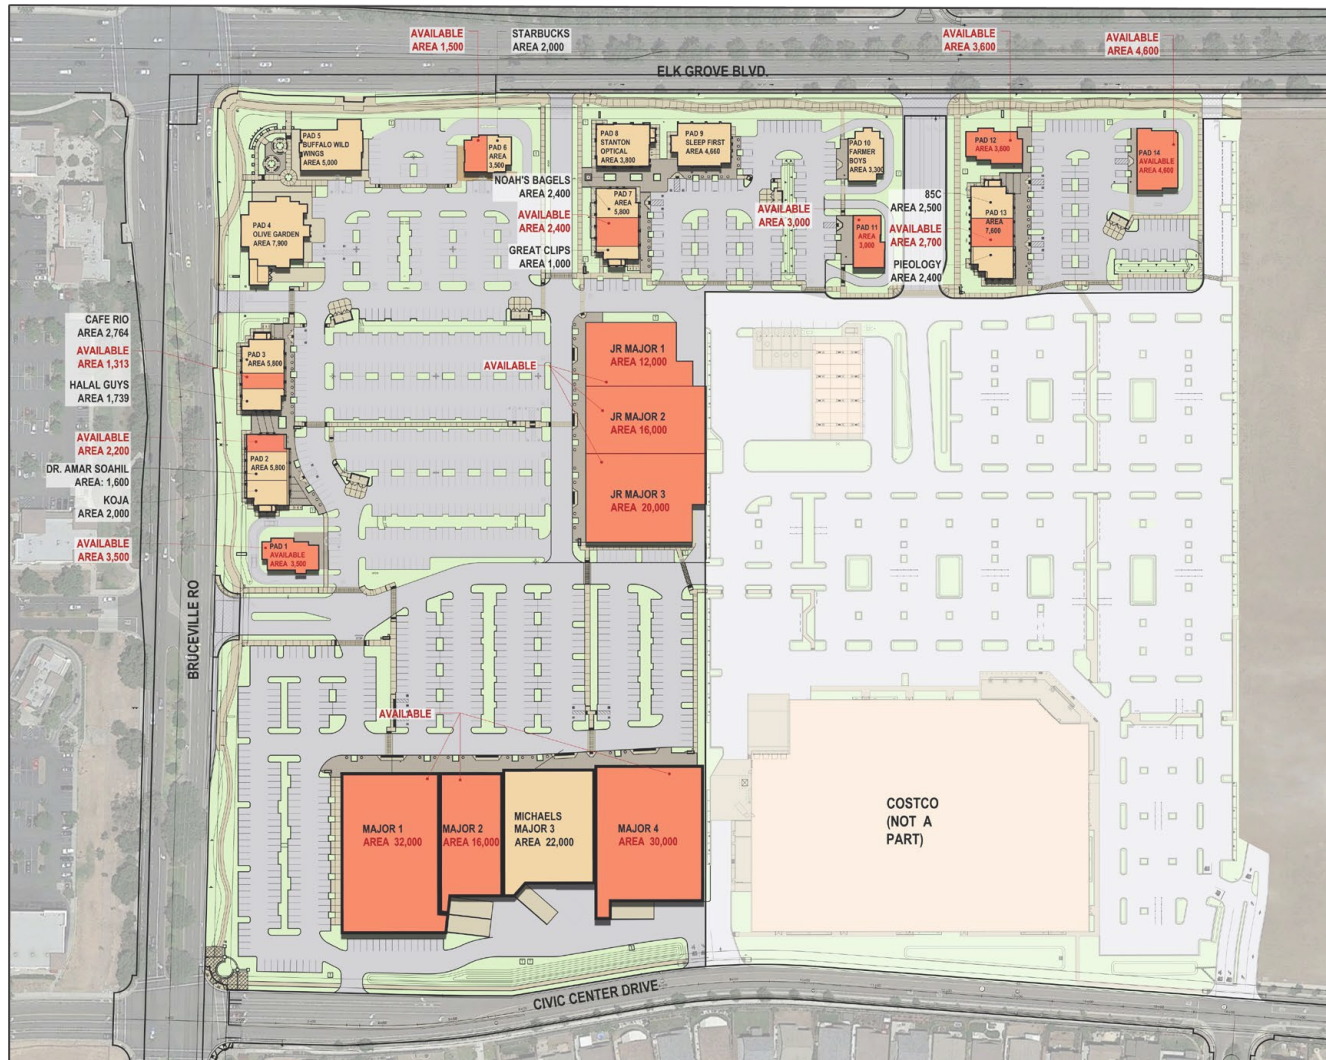 AVAILABLE
AREA 1,500
STARBUCKS
AREA 2,000
AVAILABLE
AREA 3,600
AVAILABLE
AREA 4,600
ELK GROVE BLVD.
PAD 5
BUFFALO WILD
WINGS
AREA 5,000
PAD 6
AREA
3,500
PAD 8
STANTON
OPTICAL
AREA 3,800
PAD 9
SLEEP FIRST
AREA 4,660
PAD 10
FARMER
BOYS
AREA 3,300
PAD 12
AREA 3,600
PAD 14
AVAILABLE
AREA 4,600
NOAH'S BAGELS
AREA 2,400
AVAILABLE
AREA 2,400
GREAT CLIPS
AREA 1,000
PAD 7
AREA
5,800
AVAILABLE
AREA 3,000
PAD 11
AREA
3,000
85C
AREA 2,500
AVAILABLE
AREA 2,700
PIEOLOGY
AREA 2,400
PAD 13
AREA
7,600
PAD 4
OLIVE GARDEN
AREA 7,900
CAFE RIO
AREA 2,764
AVAILABLE
AREA 1,313
HALAL GUYS
AREA 1,739
PAD 3
AREA 5,800
AVAILABLE
AREA 2,200
DR. AMAR SOAHIL
AREA: 1,600
KOJA
AREA 2,000
PAD 2
AREA 5,800
AVAILABLE
AREA 3,500
PAD 1
AVAILABLE
AREA 3,500
AVAILABLE
JR MAJOR 1
AREA 12,000
JR MAJOR 2
AREA 16,000
JR MAJOR 3
AREA 20,000
BRUCEVILLE RO
AVAILABLE
MAJOR 1
AREA 32,000
MAJOR 2
AREA 16,000
MICHAELS
MAJOR 3
AREA 22,000
MAJOR 4
AREA 30,000
COSTCO
(NOT A
PART)
CIVIC CENTER DRIVE